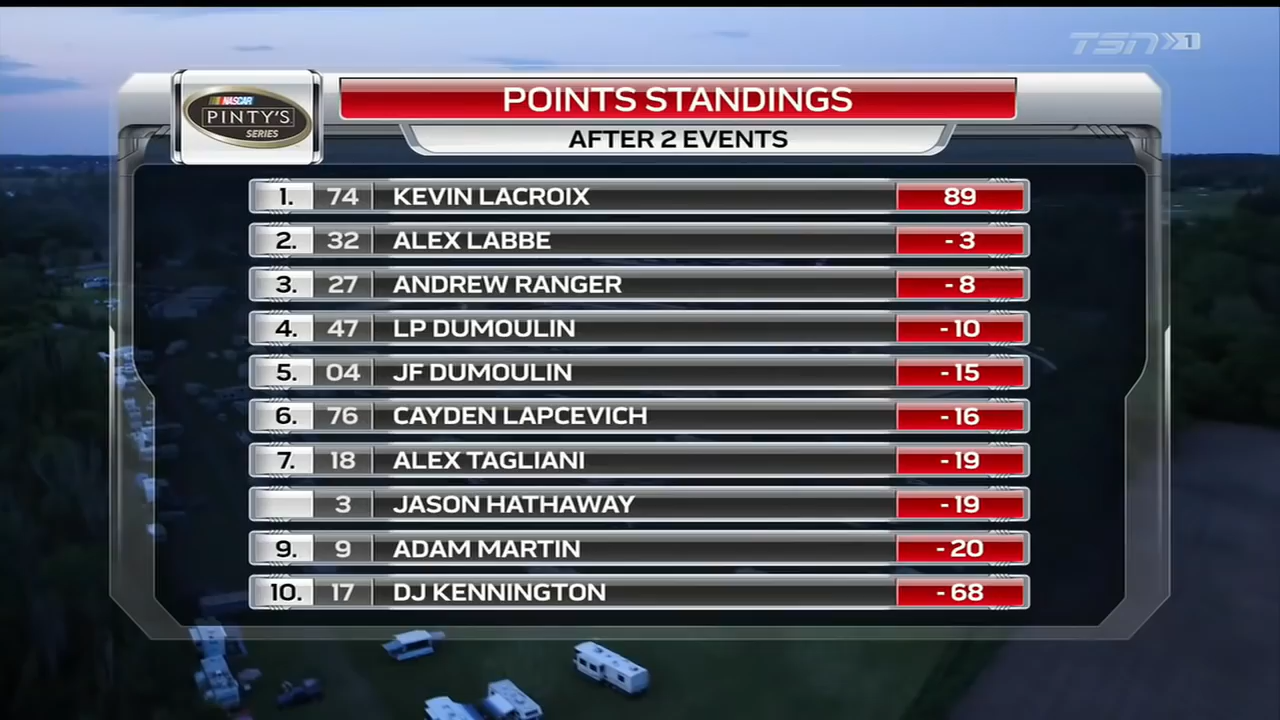 TSN 1
NASCAR
PINTY'S
SERIES
POINTS STANDINGS
AFTER 2 EVENTS
1. 74 KEVIN LACROIX 89
2. 32 ALEX LABBE - 3
3. 27 ANDREW RANGER - 8
4. 47 LP DUMOULIN - 10
5. 04 JF DUMOULIN - 15
6. 76 CAYDEN LAPCEVICH - 16
7. 18 ALEX TAGLIANI - 19
3 JASON HATHAWAY - 19
9. 9 ADAM MARTIN - 20
10. 17 DJ KENNINGTON - 68